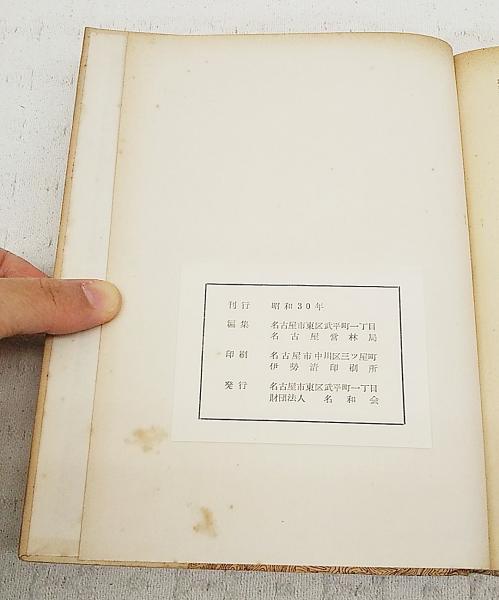 刊行 昭和30年
編集 名古屋市東区武平町一丁目
名古屋営林局
印刷 名古屋市中川区三ツ屋町
伊勢清印刷所
発行 名古屋市東区武平町一丁目
財団法人 名和会